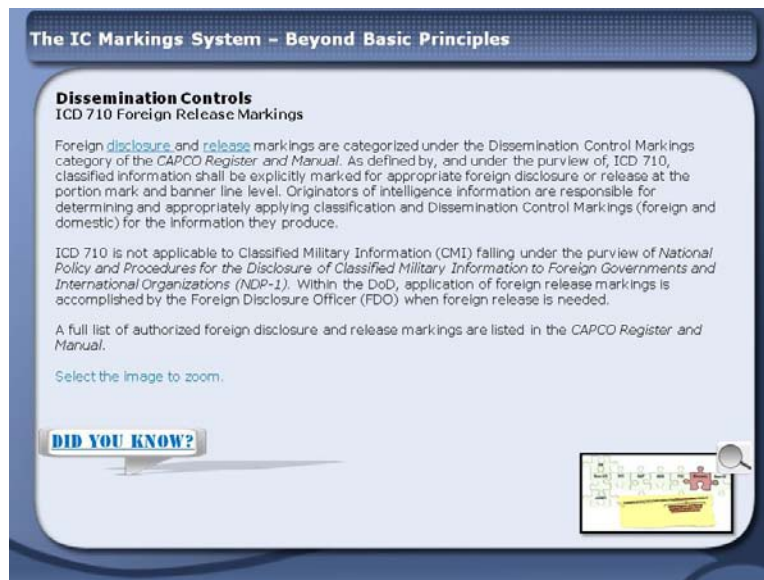 The IC Markings System – Beyond Basic Principles
Dissemination Controls
ICD 710 Foreign Release Markings
Foreign disclosure and release markings are categorized under the Dissemination Control Markings
category of the CAPCO Register and Manual. As defined by, and under the purview of, ICD 710,
classified information shall be explicitly marked for appropriate foreign disclosure or release at the
portion mark and banner line level. Originators of intelligence information are responsible for
determining and appropriately applying classification and Dissemination Control Markings (foreign and
domestic) for the information they produce.
ICD 710 is not applicable to Classified Military Information (CMI) falling under the purview of National
Policy and Procedures for the Disclosure of Classified Military Information to Foreign Governments and
International Organizations (NDP-1). Within the DoD, application of foreign release markings is
accomplished by the Foreign Disclosure Officer (FDO) when foreign release is needed.
A full list of authorized foreign disclosure and release markings are listed in the CAPCO Register and
Manual.
Select the image to zoom.
DID YOU KNOW?